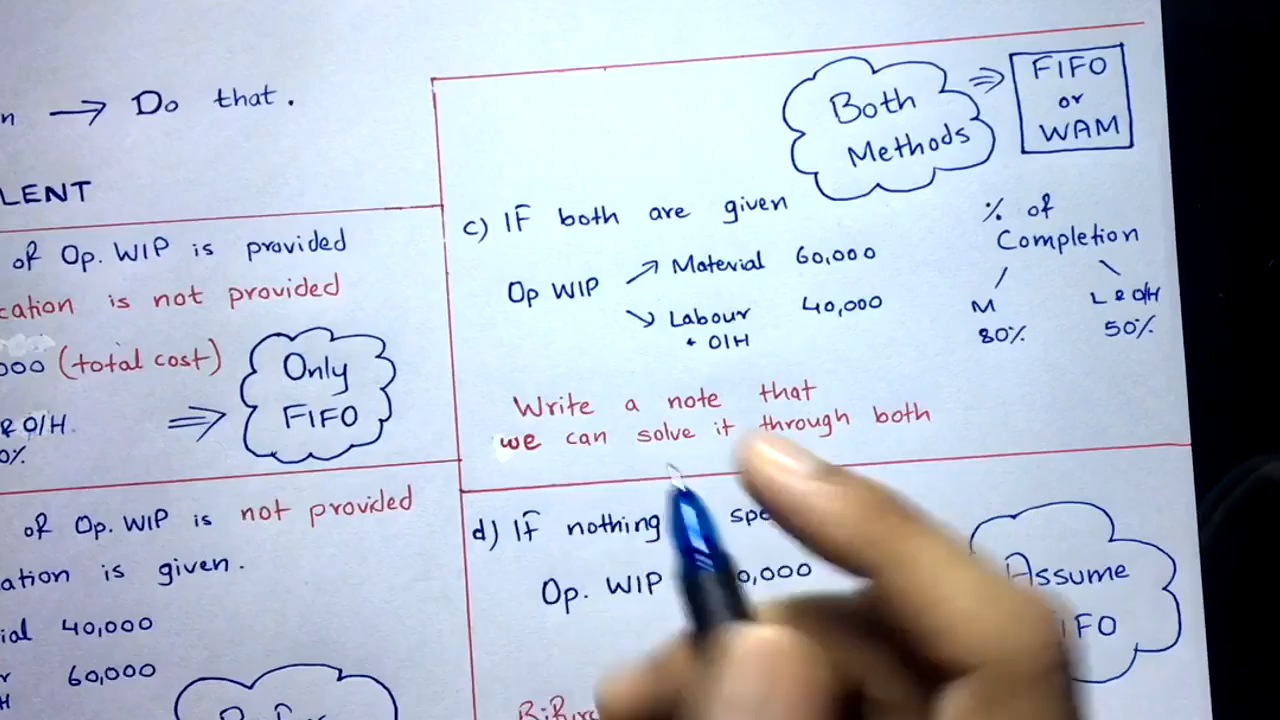 n → Do that.
LENT
of Op. WIP is provided
cation is not provided
000 (total cost)
& O/H
0%
⇒ Only
FIFO
of Op. WIP is not provided
ation is given.
ial 40,000
r 60,000
H
Both
Methods
⇒ FIFO
or
WAM
c) IF both are given
Op WIP
↗ Material 60,000
↘ Labour 40,000
+ O/H
% of
Completion
M
80%
L & O/H
50%
Write a note that
we can solve it through both
d) IF nothing
Op. WIP 0,000
Assume
FIFO